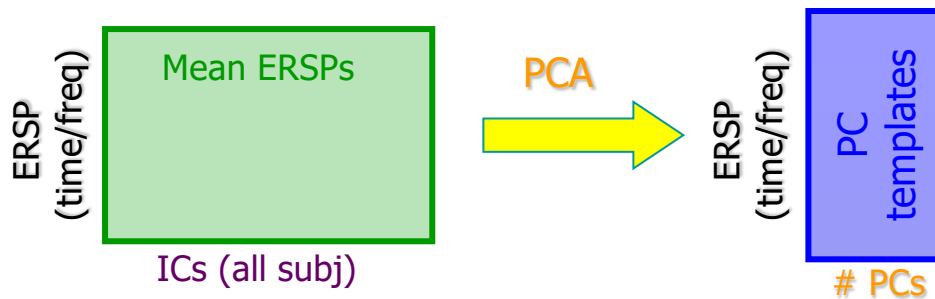 ERSP
(time/freq)
Mean ERSPs
ICs (all subj)
PCA
ERSP
(time/freq)
PC
templates
# PCs